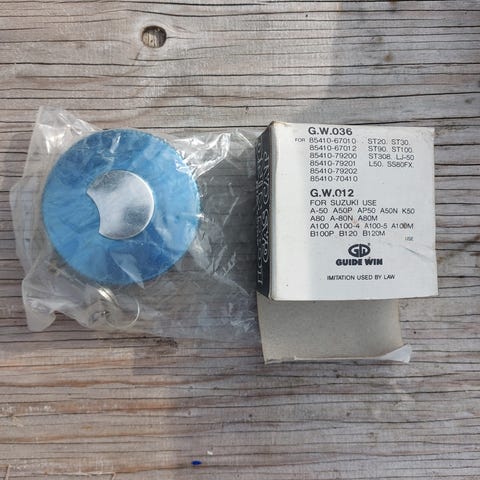 G.W.036
FOR 85410-67010 . ST20. ST30.
85410-67012 ST90. ST100.
85410-79200 ST308. LJ-50
85410-79201 L50. SS80FX.
85410-79202
85410-70410
G.W.012
FOR SUZUKI USE
A-50 A50P AP50 A50N K50
A80 A-80N A80M
A100 A100-4 A100-5 A100M
B100P B120 B120M USE
GUIDE WIN
IMITATION USED BY LAW